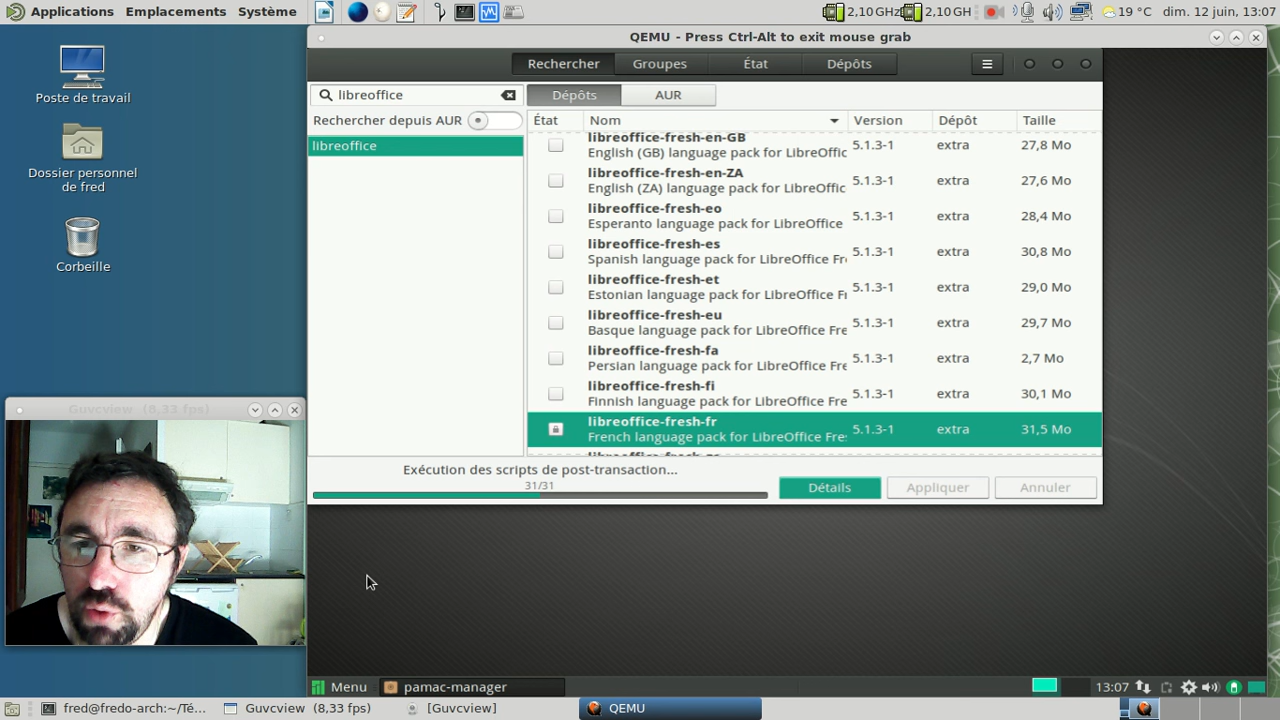 Applications Emplacements Système 2,10 GHz 2,10 GH 19 °C dim. 12 juin, 13:07
QEMU - Press Ctrl-Alt to exit mouse grab
Poste de travail
Dossier personnel
de fred
Corbeille
Rechercher Groupes État Dépôts
libreoffice
Dépôts AUR
Rechercher depuis AUR
libreoffice
État Nom Version Dépôt Taille
libreoffice-fresh-en-GB
English (GB) language pack for LibreOffic 5.1.3-1 extra 27,8 Mo
libreoffice-fresh-en-ZA
English (ZA) language pack for LibreOffic 5.1.3-1 extra 27,6 Mo
libreoffice-fresh-eo
Esperanto language pack for LibreOffice 5.1.3-1 extra 28,4 Mo
libreoffice-fresh-es
Spanish language pack for LibreOffice Fr 5.1.3-1 extra 30,8 Mo
libreoffice-fresh-et
Estonian language pack for LibreOffice F 5.1.3-1 extra 29,0 Mo
libreoffice-fresh-eu
Basque language pack for LibreOffice Fre 5.1.3-1 extra 29,7 Mo
libreoffice-fresh-fa
Persian language pack for LibreOffice Fr 5.1.3-1 extra 2,7 Mo
libreoffice-fresh-fi
Finnish language pack for LibreOffice Fr 5.1.3-1 extra 30,1 Mo
libreoffice-fresh-fr
French language pack for LibreOffice Fre 5.1.3-1 extra 31,5 Mo
Exécution des scripts de post-transaction...
31/31
Détails Appliquer Annuler
Guvcview (8,33 fps)
Menu pamac-manager 13:07
fred@fredo-arch:~/Té... Guvcview (8,33 fps) [Guvcview] QEMU